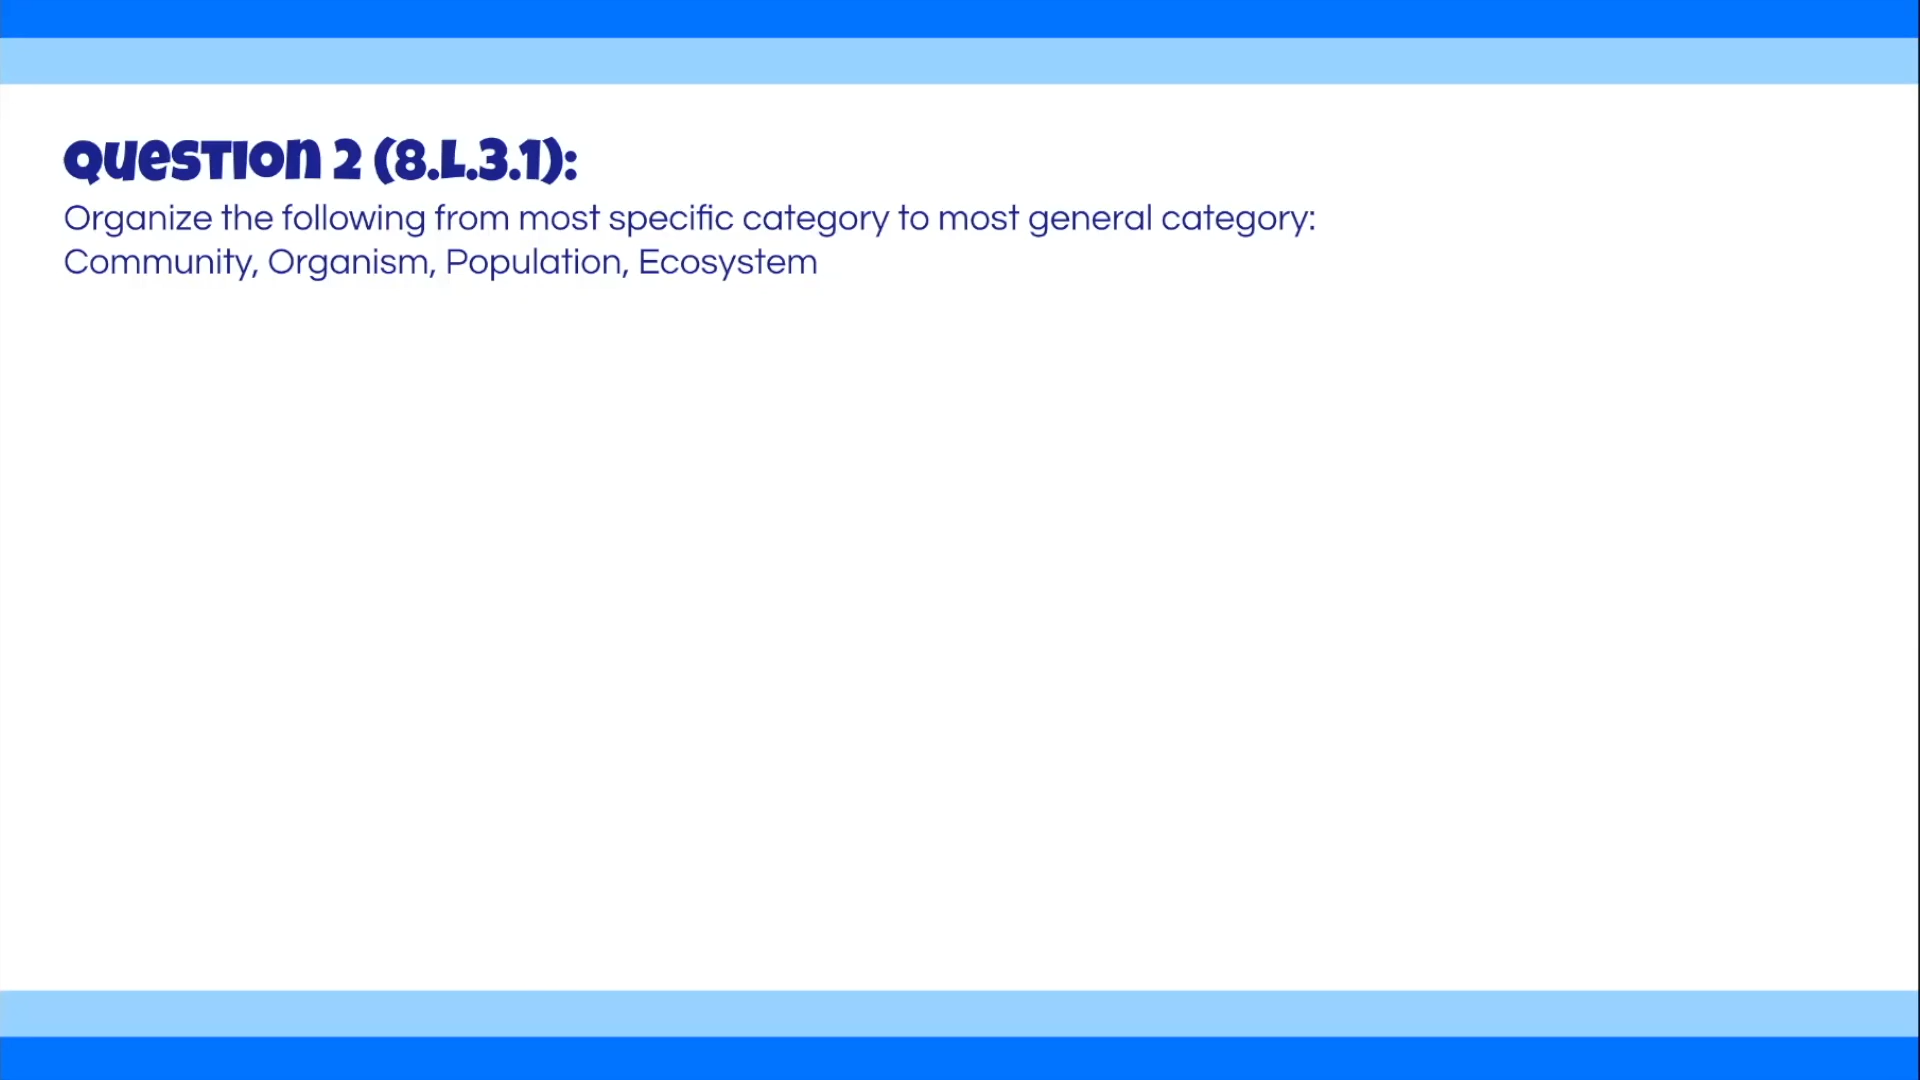 Question 2 (8.L.3.1):
Organize the following from most specific category to most general category:
Community, Organism, Population, Ecosystem